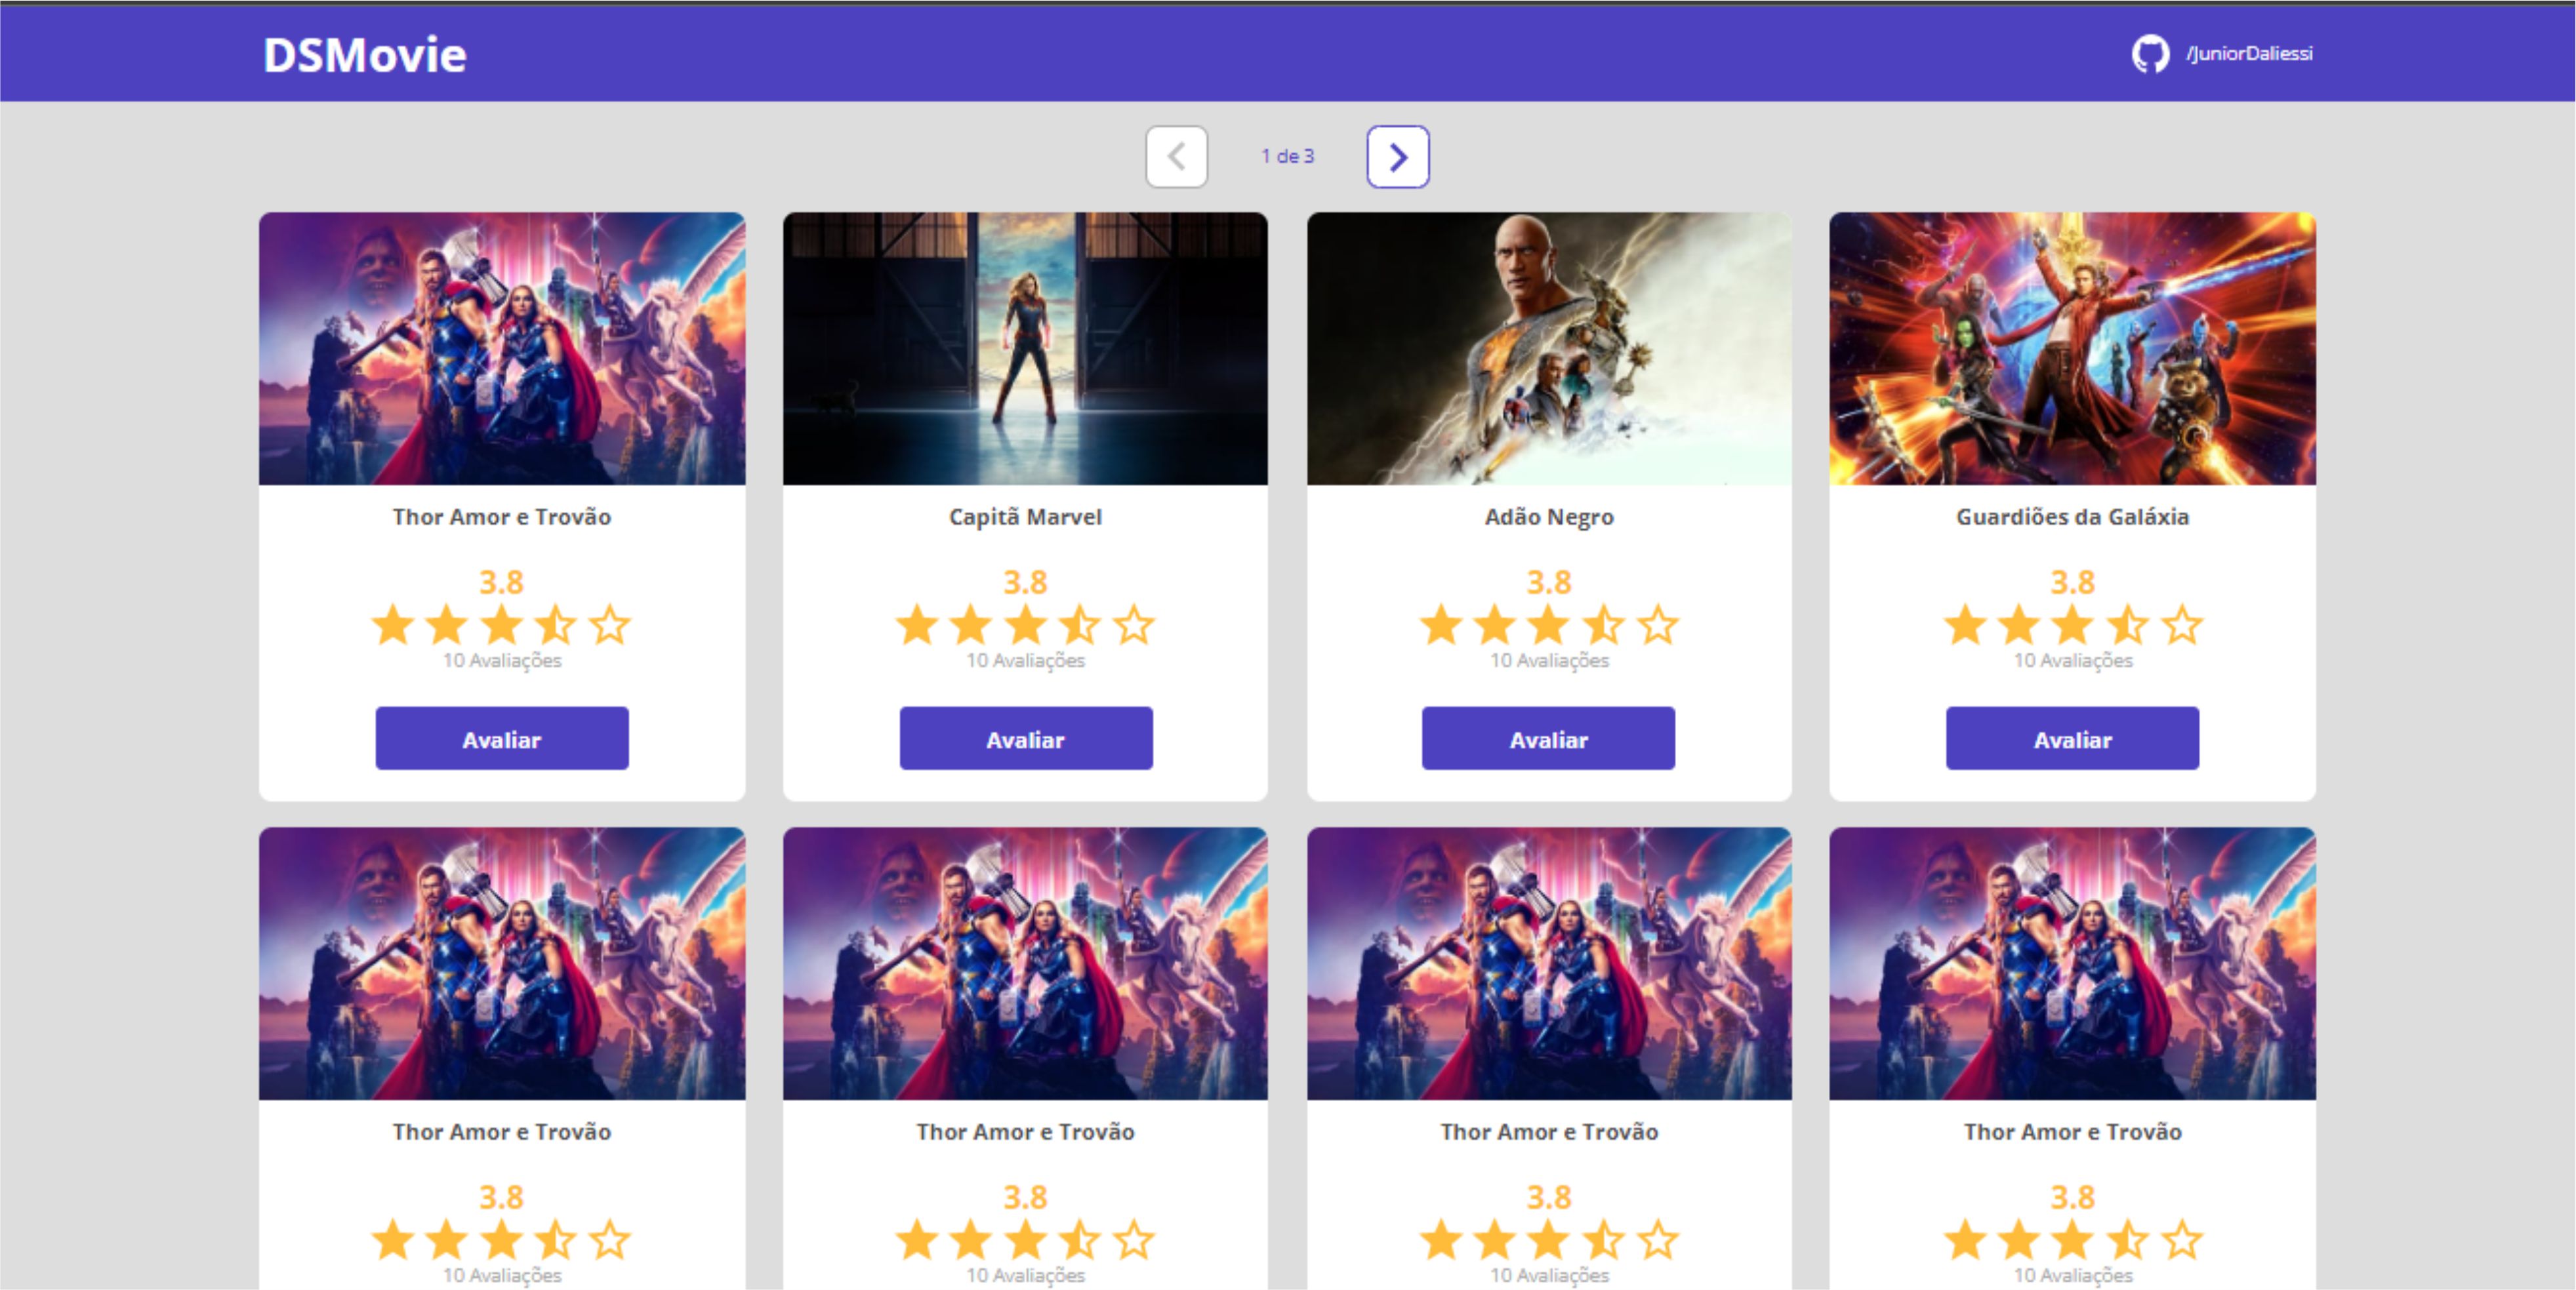 DSMovie
/JuniorDaliessi
1 de 3
Thor Amor e Trovão
3.8
10 Avaliações
Avaliar
Capitã Marvel
3.8
10 Avaliações
Avaliar
Adão Negro
3.8
10 Avaliações
Avaliar
Guardiões da Galáxia
3.8
10 Avaliações
Avaliar
Thor Amor e Trovão
3.8
10 Avaliações
Thor Amor e Trovão
3.8
10 Avaliações
Thor Amor e Trovão
3.8
10 Avaliações
Thor Amor e Trovão
3.8
10 Avaliações